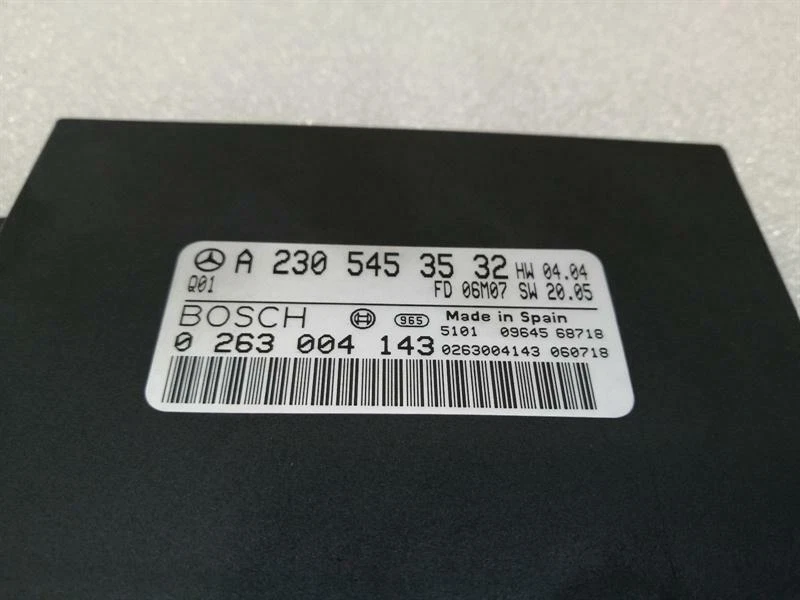 A 230 545 35 32 HW 04.04
Q01 FD 06M07 SW 20.05
BOSCH 965 Made in Spain
5101 09645 68718
0 263 004 143 0263004143 060718